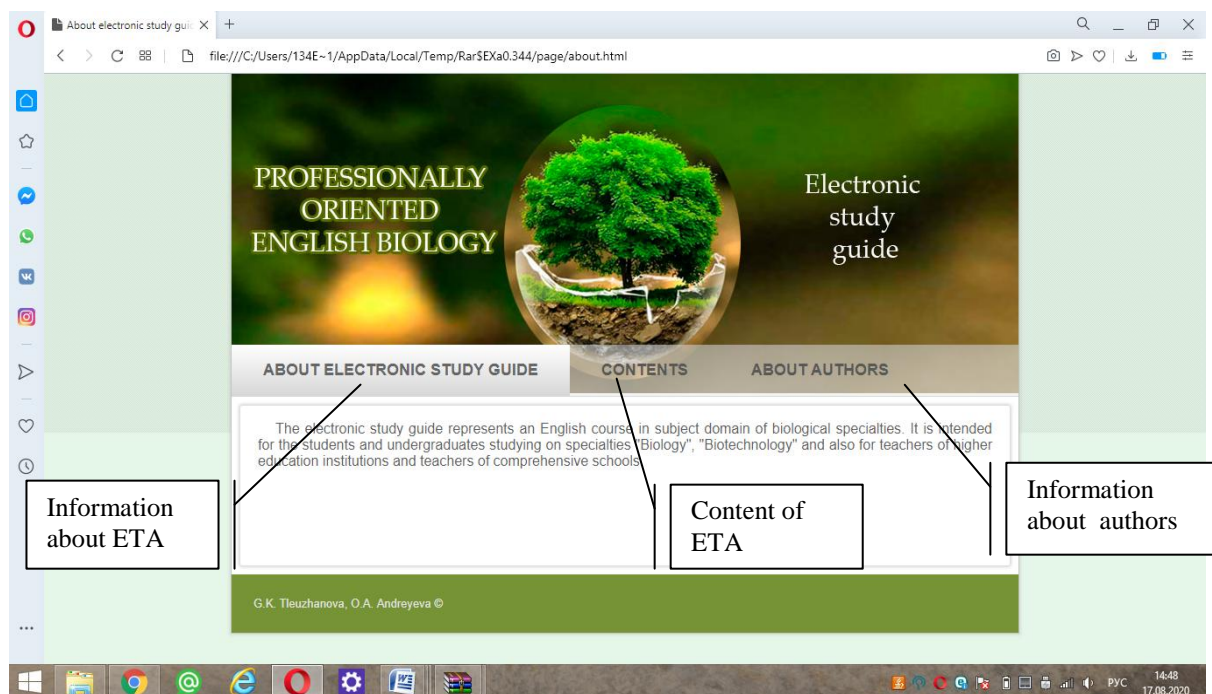 About electronic study guid
file:///C:/Users/134E~1/AppData/Local/Temp/Rar$EXa0.344/page/about.html
PROFESSIONALLY
ORIENTED
ENGLISH BIOLOGY
Electronic
study
guide
ABOUT ELECTRONIC STUDY GUIDE
CONTENTS
ABOUT AUTHORS
The electronic study guide represents an English course in subject domain of biological specialties. It is intended
for the students and undergraduates studying on specialties "Biology", "Biotechnology" and also for teachers of higher
education institutions and teachers of comprehensive schools.
Information
about ETA
Content of
ETA
Information
about authors
G.K. Tleuzhanova, O.A. Andreyeva ©
РУС
14:48
17.08.2020